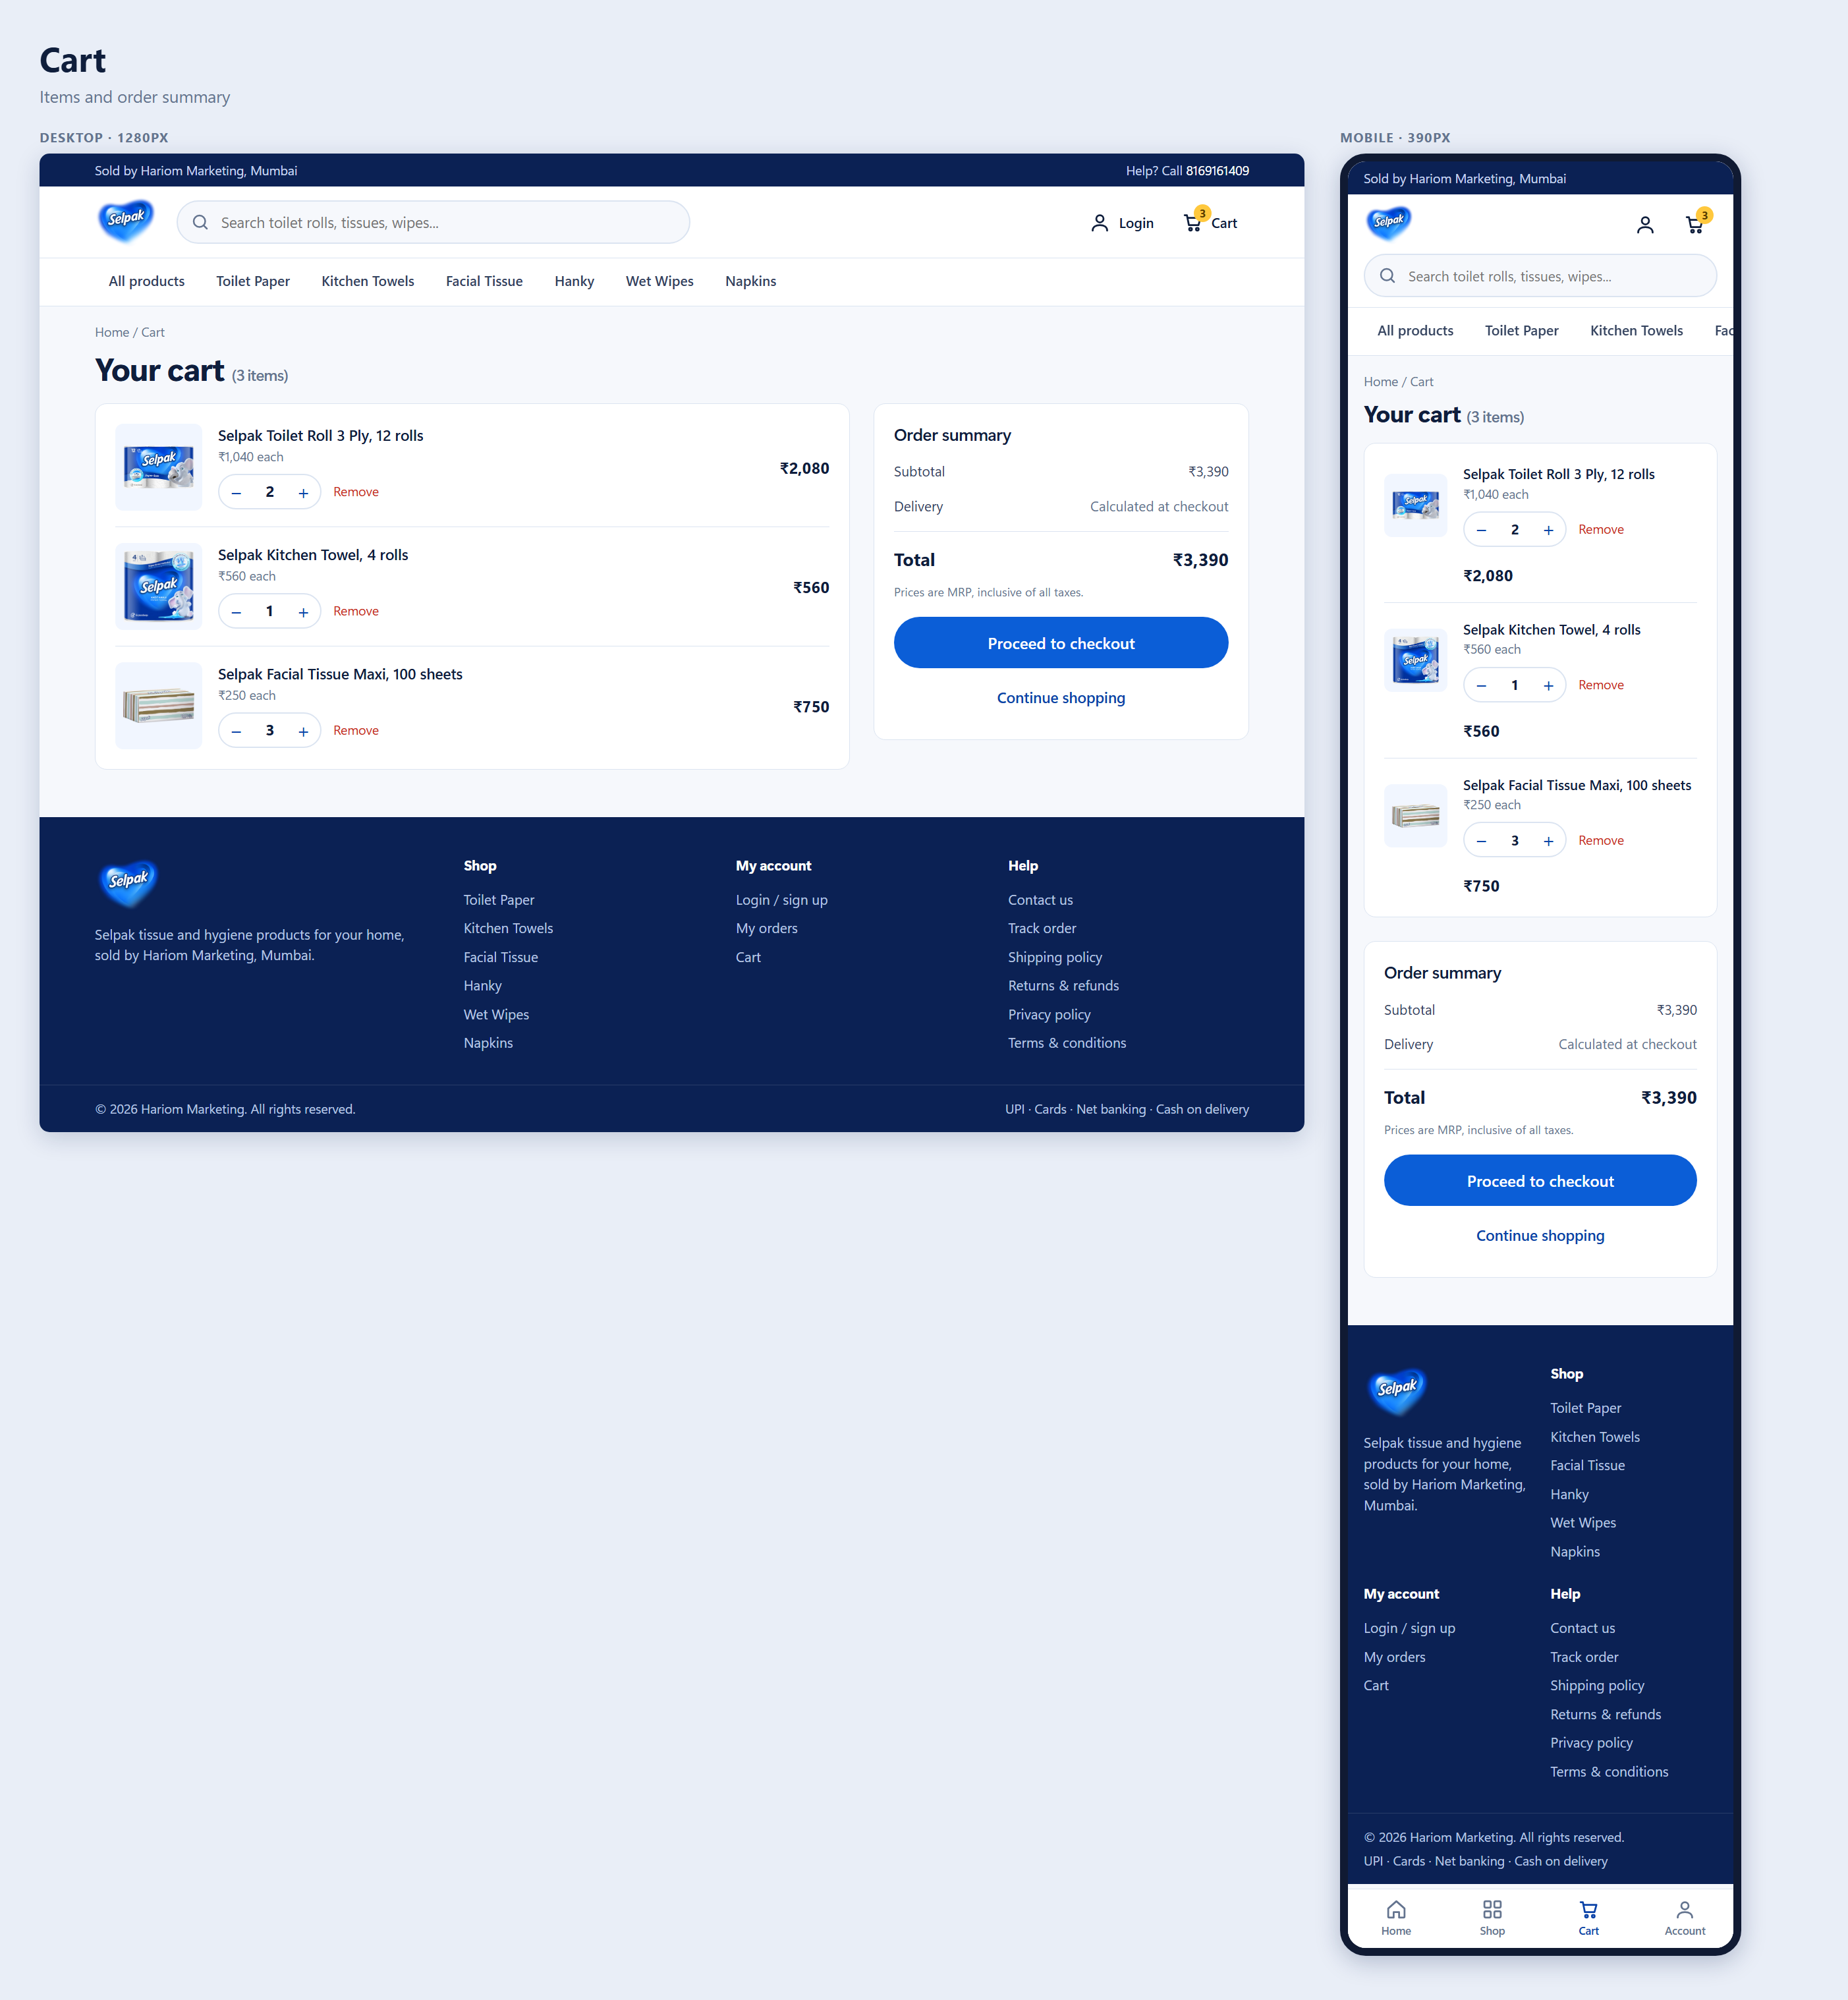 Cart
Items and order summary
DESKTOP · 1280PX
Sold by Hariom Marketing, Mumbai
Help? Call 8169161409
Selpak
Search toilet rolls, tissues, wipes...
Login
3
Cart
All products
Toilet Paper
Kitchen Towels
Facial Tissue
Hanky
Wet Wipes
Napkins
Home / Cart
Your cart (3 items)
Selpak
Selpak Toilet Roll 3 Ply, 12 rolls
₹1,040 each
− 2 + Remove
₹2,080
4
Selpak
Selpak Kitchen Towel, 4 rolls
₹560 each
− 1 + Remove
₹560
Selpak Facial Tissue Maxi, 100 sheets
₹250 each
− 3 + Remove
₹750
Order summary
Subtotal ₹3,390
Delivery Calculated at checkout
Total ₹3,390
Prices are MRP, inclusive of all taxes.
Proceed to checkout
Continue shopping
Selpak
Selpak tissue and hygiene products for your home,
sold by Hariom Marketing, Mumbai.
Shop
Toilet Paper
Kitchen Towels
Facial Tissue
Hanky
Wet Wipes
Napkins
My account
Login / sign up
My orders
Cart
Help
Contact us
Track order
Shipping policy
Returns & refunds
Privacy policy
Terms & conditions
© 2026 Hariom Marketing. All rights reserved.
UPI · Cards · Net banking · Cash on delivery
MOBILE · 390PX
Sold by Hariom Marketing, Mumbai
Selpak
3
Search toilet rolls, tissues, wipes...
All products
Toilet Paper
Kitchen Towels
Fac
Home / Cart
Your cart (3 items)
Selpak
Selpak Toilet Roll 3 Ply, 12 rolls
₹1,040 each
− 2 + Remove
₹2,080
Selpak
Selpak Kitchen Towel, 4 rolls
₹560 each
− 1 + Remove
₹560
Selpak Facial Tissue Maxi, 100 sheets
₹250 each
− 3 + Remove
₹750
Order summary
Subtotal ₹3,390
Delivery Calculated at checkout
Total ₹3,390
Prices are MRP, inclusive of all taxes.
Proceed to checkout
Continue shopping
Selpak
Selpak tissue and hygiene
products for your home,
sold by Hariom Marketing,
Mumbai.
Shop
Toilet Paper
Kitchen Towels
Facial Tissue
Hanky
Wet Wipes
Napkins
My account
Login / sign up
My orders
Cart
Help
Contact us
Track order
Shipping policy
Returns & refunds
Privacy policy
Terms & conditions
© 2026 Hariom Marketing. All rights reserved.
UPI · Cards · Net banking · Cash on delivery
Home
Shop
Cart
Account